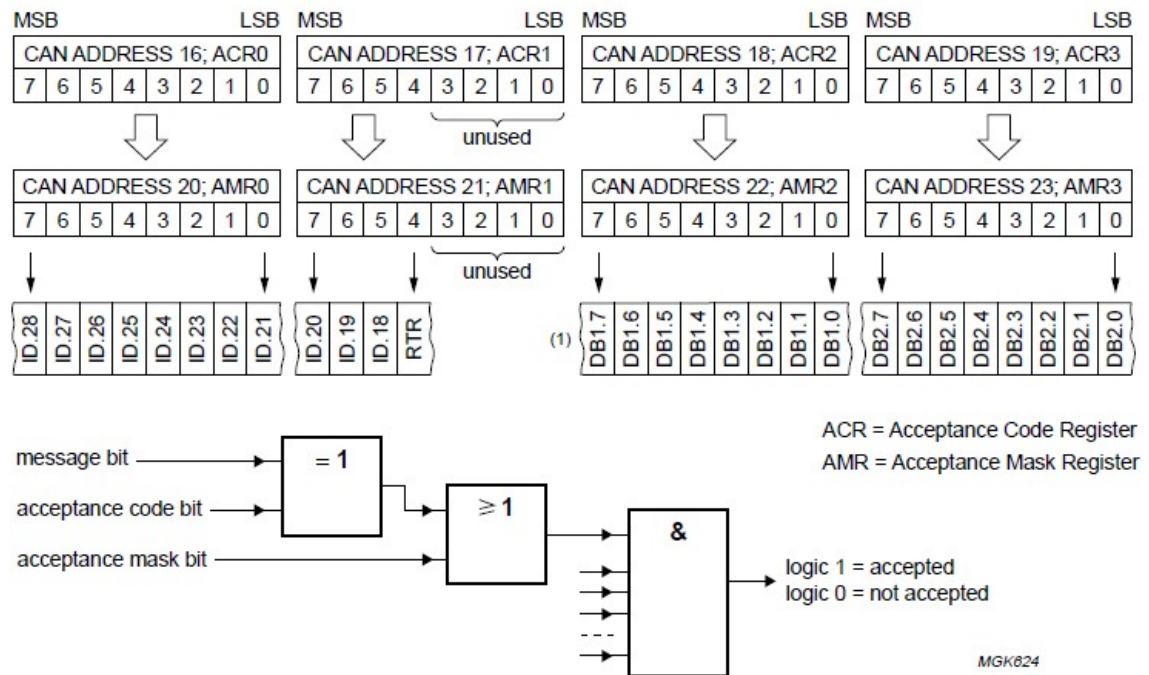 MSB LSB MSB LSB MSB LSB MSB LSB
CAN ADDRESS 16; ACR0 CAN ADDRESS 17; ACR1 CAN ADDRESS 18; ACR2 CAN ADDRESS 19; ACR3
7 6 5 4 3 2 1 0 7 6 5 4 3 2 1 0 7 6 5 4 3 2 1 0 7 6 5 4 3 2 1 0
unused
CAN ADDRESS 20; AMR0 CAN ADDRESS 21; AMR1 CAN ADDRESS 22; AMR2 CAN ADDRESS 23; AMR3
7 6 5 4 3 2 1 0 7 6 5 4 3 2 1 0 7 6 5 4 3 2 1 0 7 6 5 4 3 2 1 0
unused
ID.28 ID.27 ID.26 ID.25 ID.24 ID.23 ID.22 ID.21 ID.20 ID.19 ID.18 RTR (1) DB1.7 DB1.6 DB1.5 DB1.4 DB1.3 DB1.2 DB1.1 DB1.0 DB2.7 DB2.6 DB2.5 DB2.4 DB2.3 DB2.2 DB2.1 DB2.0
ACR = Acceptance Code Register
AMR = Acceptance Mask Register
message bit
= 1
acceptance code bit
≥ 1
acceptance mask bit
&
logic 1 = accepted
logic 0 = not accepted
MGK624